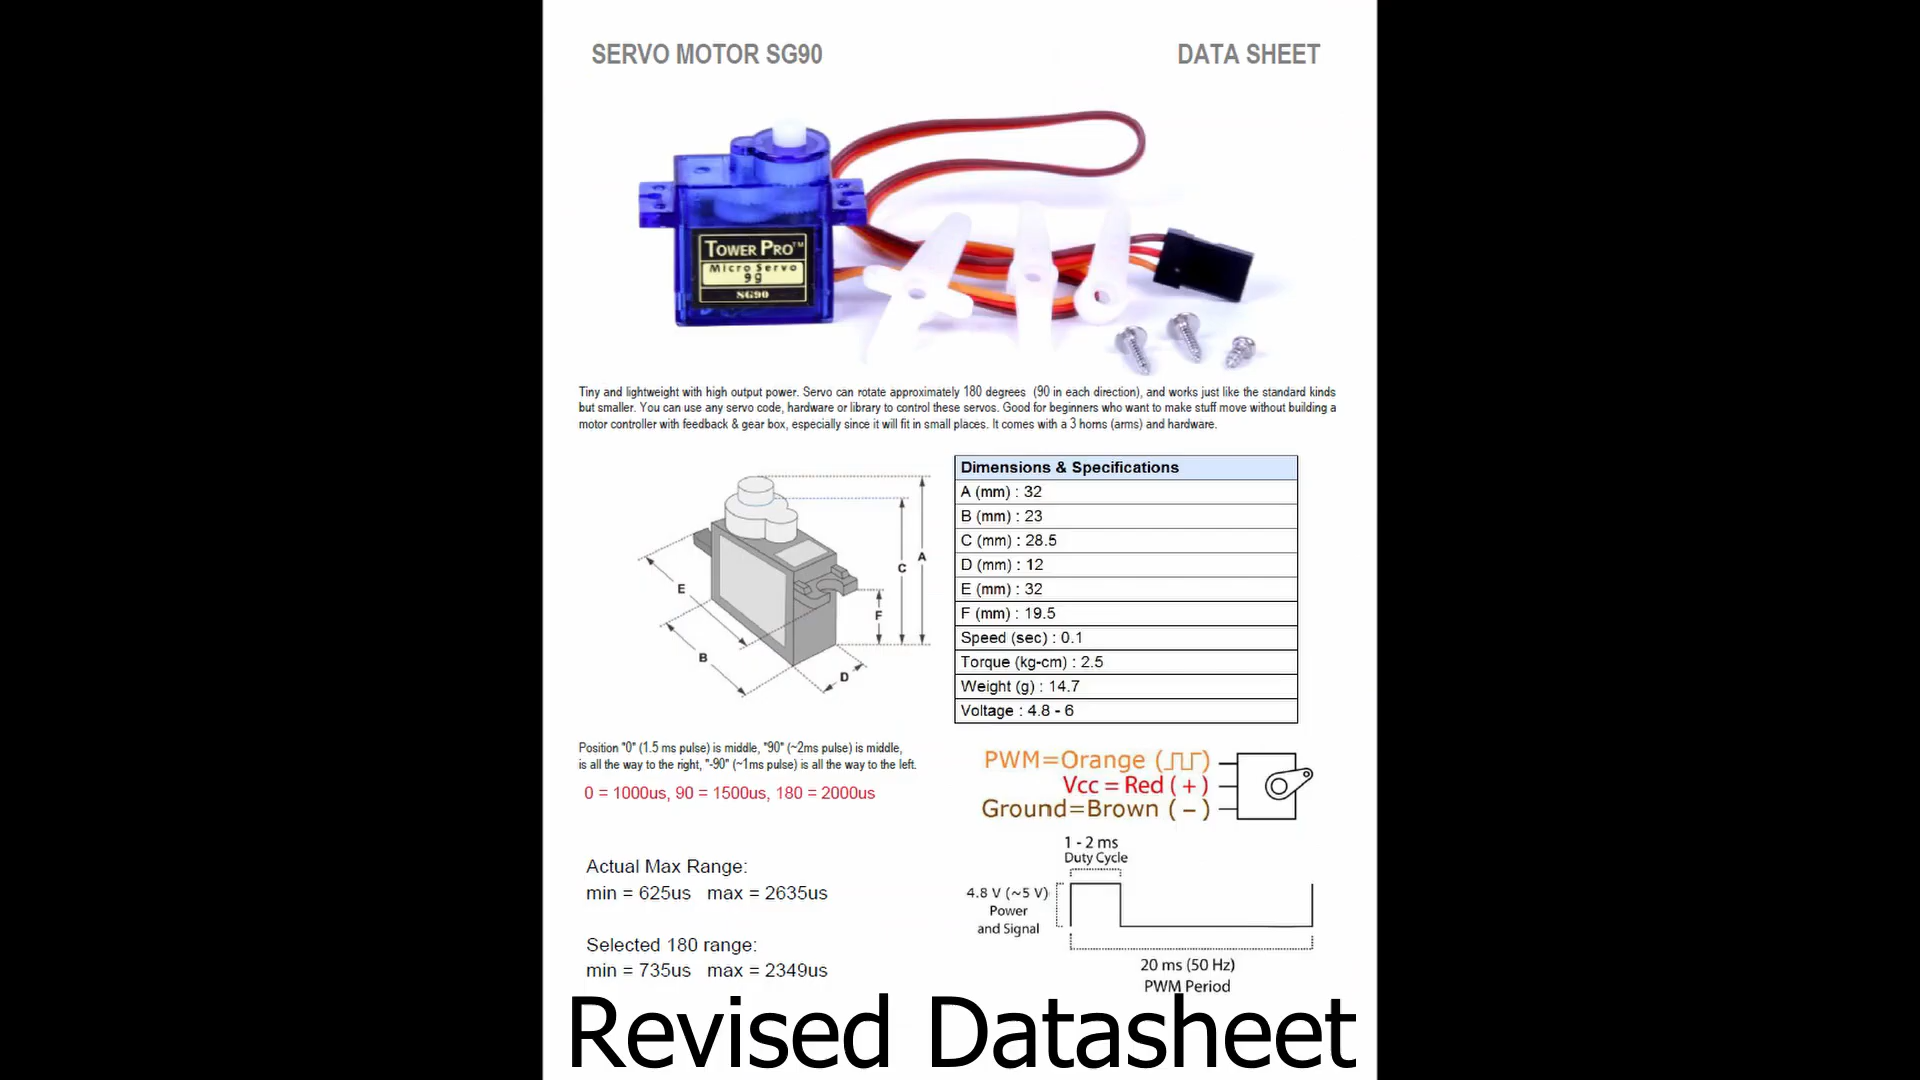 SERVO MOTOR SG90 DATA SHEET
TOWER PRO™
Micro Servo
9g
SG90
Tiny and lightweight with high output power. Servo can rotate approximately 180 degrees (90 in each direction), and works just like the standard kinds
but smaller. You can use any servo code, hardware or library to control these servos. Good for beginners who want to make stuff move without building a
motor controller with feedback & gear box, especially since it will fit in small places. It comes with a 3 horns (arms) and hardware.
A
C
E
F
B
D
Dimensions & Specifications
A (mm) : 32
B (mm) : 23
C (mm) : 28.5
D (mm) : 12
E (mm) : 32
F (mm) : 19.5
Speed (sec) : 0.1
Torque (kg-cm) : 2.5
Weight (g) : 14.7
Voltage : 4.8 - 6
Position "0" (1.5 ms pulse) is middle, "90" (~2ms pulse) is middle,
is all the way to the right, "-90" (~1ms pulse) is all the way to the left.
0 = 1000us, 90 = 1500us, 180 = 2000us
Actual Max Range:
min = 625us max = 2635us
Selected 180 range:
min = 735us max = 2349us
PWM=Orange (⎍⎍)
Vcc = Red ( + )
Ground=Brown ( − )
1 - 2 ms
Duty Cycle
4.8 V (~5 V)
Power
and Signal
20 ms (50 Hz)
PWM Period
Revised Datasheet